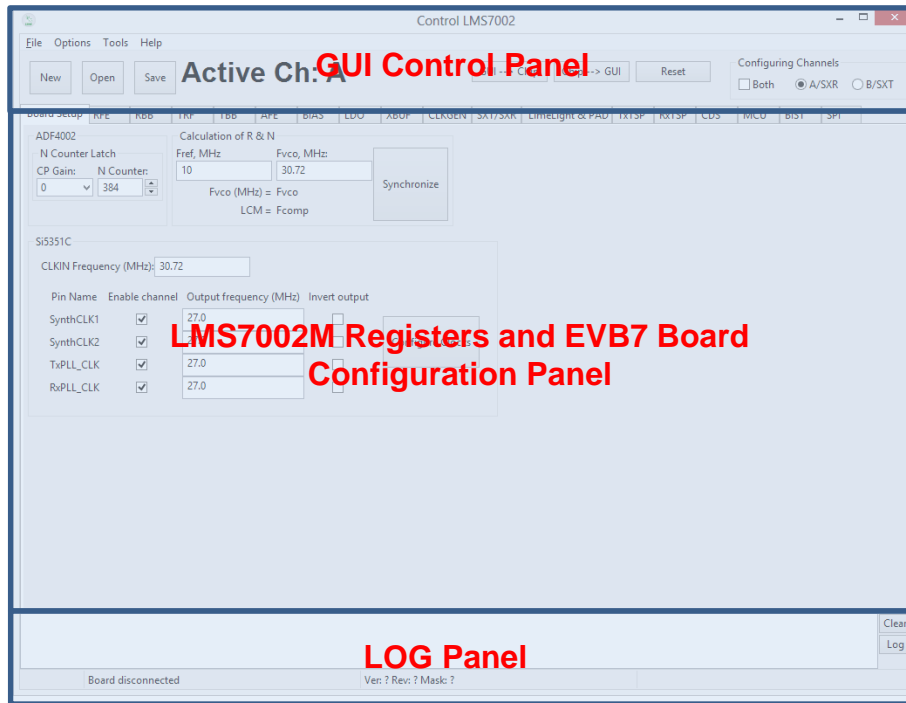 Control LMS7002
File Options Tools Help
GUI Control Panel
New Open Save Active Ch: A GUI --> Chip --> GUI Reset
Configuring Channels
Both A/SXR B/SXT
Board Setup RFE RBB TRF TBB AFE BIAS LDO XBUF CLKGEN SXT/SXR LimeLight & PAD TxTSP RxTSP CDS MCU BIST SPI
ADF4002 Calculation of R & N
N Counter Latch Fref, MHz Fvco, MHz:
CP Gain: N Counter: 10 30.72
0 384 Synchronize
Fvco (MHz) = Fvco
LCM = Fcomp
Si5351C
CLKIN Frequency (MHz): 30.72
Pin Name Enable channel Output frequency (MHz) Invert output
SynthCLK1 27.0
SynthCLK2
LMS7002M Registers and EVB7 Board
Configuration Panel
TxPLL_CLK 27.0
RxPLL_CLK 27.0
Clear
Log
LOG Panel
Board disconnected Ver: ? Rev: ? Mask: ?